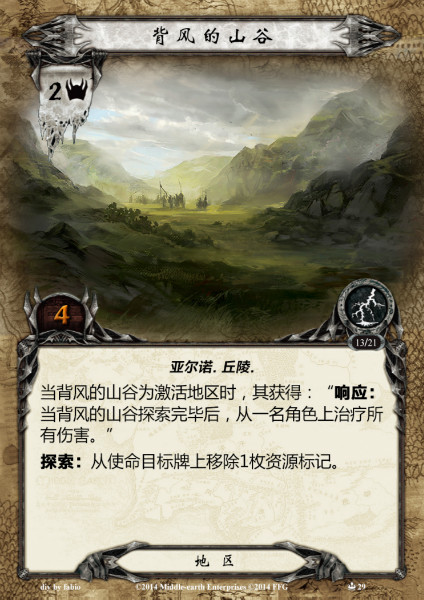 背风的山谷
2
4
13/21
亚尔诺. 丘陵.
当背风的山谷为激活地区时，其获得：“响应：
当背风的山谷探索完毕后，从一名角色上治疗所
有伤害。”
探索：从使命目标牌上移除1枚资源标记。
地区
diy by fabio ©2014 Middle-earth Enterprises ©2014 FFG 29